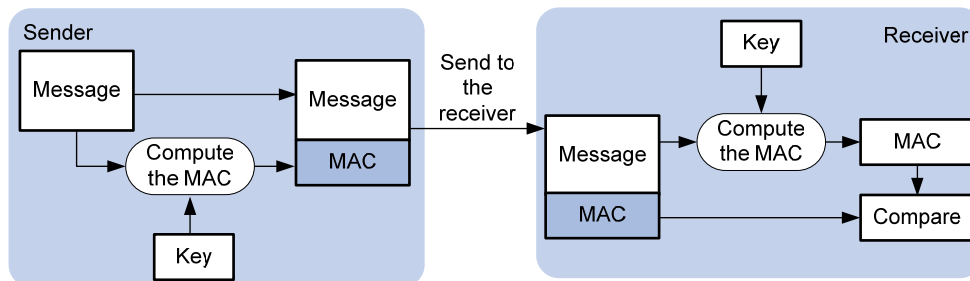 Sender
Message
Compute
the MAC
Key
Message
MAC
Send to
the
receiver
Receiver
Key
Message
MAC
Compute
the MAC
MAC
Compare